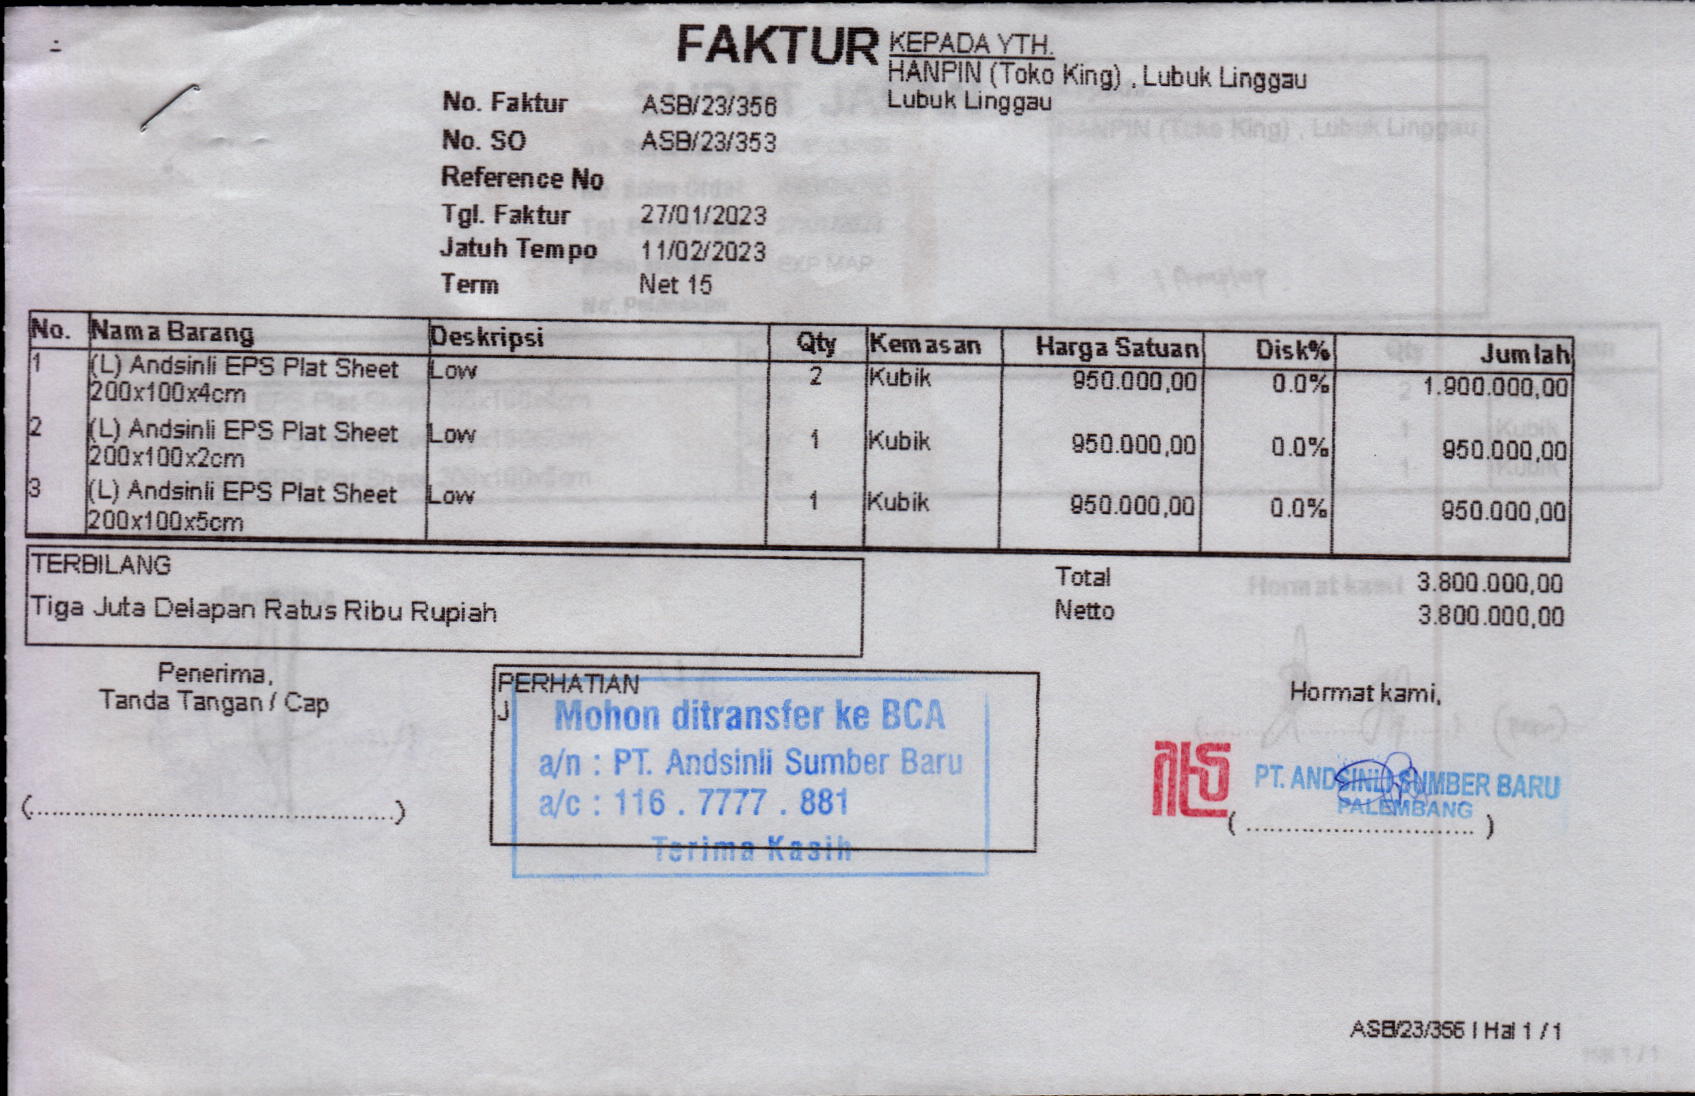 FAKTUR
KEPADA YTH.
HANPIN (Toko King) , Lubuk Linggau
Lubuk Linggau
No. Faktur ASB/23/356
No. SO ASB/23/353
Reference No
Tgl. Faktur 27/01/2023
Jatuh Tempo 11/02/2023
Term Net 15
No. Nama Barang Deskripsi Qty Kemasan Harga Satuan Disk% Jumlah
1 (L) Andsinli EPS Plat Sheet Low 2 Kubik 950.000,00 0.0% 1.900.000,00
200x100x4cm
2 (L) Andsinli EPS Plat Sheet Low 1 Kubik 950.000,00 0.0% 950.000,00
200x100x2cm
3 (L) Andsinli EPS Plat Sheet Low 1 Kubik 950.000,00 0.0% 950.000,00
200x100x5cm
TERBILANG
Tiga Juta Delapan Ratus Ribu Rupiah
Total 3.800.000,00
Netto 3.800.000,00
Penerima,
Tanda Tangan / Cap
(................................................)
PERHATIAN
J
Mohon ditransfer ke BCA
a/n : PT. Andsinli Sumber Baru
a/c : 116 . 7777 . 881
Terima Kasih
Hormat kami,
PT. ANDSINLI SUMBER BARU
PALEMBANG
( .............................. )
ASB/23/356 | Hal 1 / 1